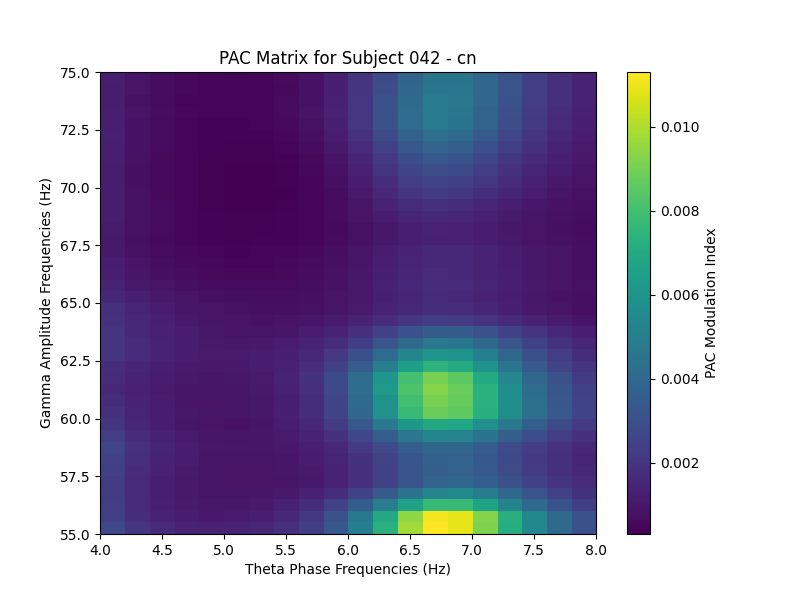 PAC Matrix for Subject 042 - cn
75.0
72.5
70.0
67.5
65.0
62.5
60.0
57.5
55.0
Gamma Amplitude Frequencies (Hz)
4.0 4.5 5.0 5.5 6.0 6.5 7.0 7.5 8.0
Theta Phase Frequencies (Hz)
0.010
0.008
0.006
0.004
0.002
PAC Modulation Index